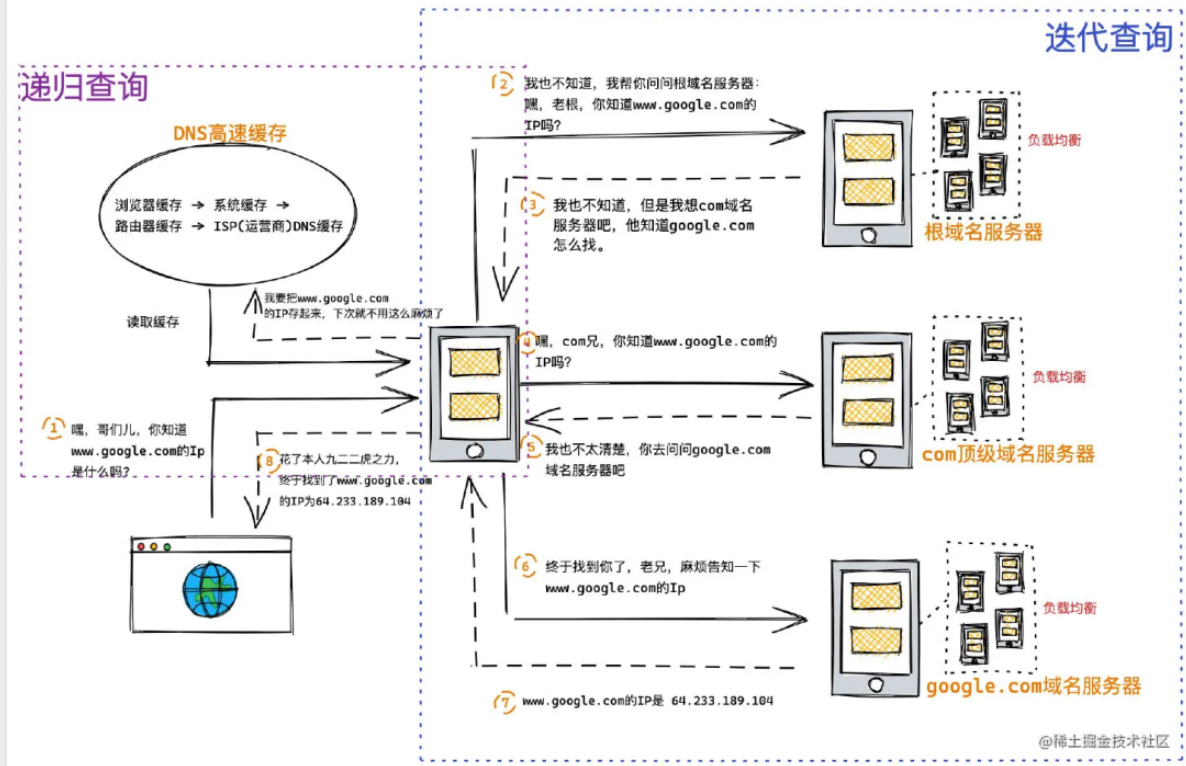 迭代查询
递归查询
DNS高速缓存
浏览器缓存 → 系统缓存 →
路由器缓存 → ISP(运营商)DNS缓存
读取缓存
我要把www.google.com
的IP存起来，下次就不用这么麻烦了
1
嘿，哥们儿，你知道
www.google.com的Ip
是什么吗？
2
我也不知道，我帮你问问根域名服务器：
嘿，老根，你知道www.google.com的
IP吗？
负载均衡
根域名服务器
3
我也不知道，但是我想com域名
服务器吧，他知道google.com
怎么找。
4
嘿，com兄，你知道www.google.com的
IP吗？
负载均衡
com顶级域名服务器
5
我也不太清楚，你去问问google.com
域名服务器吧
6
终于找到你了，老兄，麻烦告知一下
www.google.com的Ip
负载均衡
google.com域名服务器
7
www.google.com的IP是 64.233.189.104
8
花了本人九二二虎之力，
终于找到了www.google.com
的IP为64.233.189.104
@稀土掘金技术社区